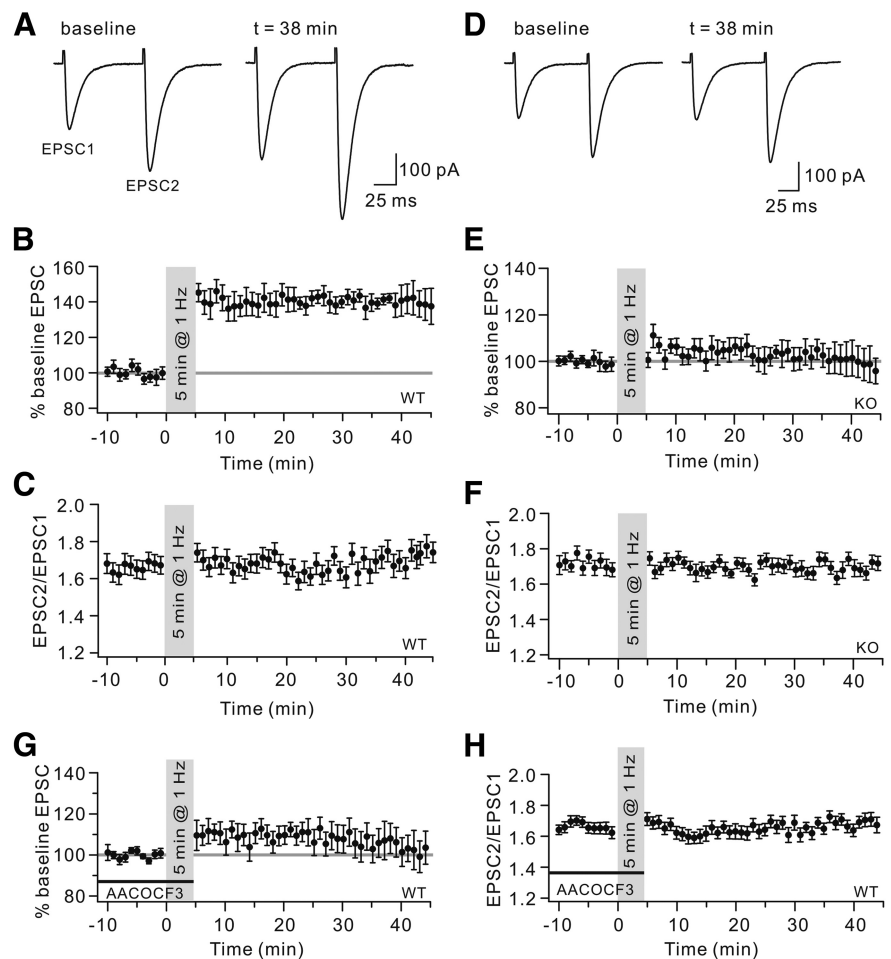 A
baseline
t = 38 min
EPSC1
EPSC2
100 pA
25 ms
D
baseline
t = 38 min
100 pA
25 ms
B
% baseline EPSC
160
140
120
100
80
5 min @ 1 Hz
WT
-10 0 10 20 30 40
Time (min)
E
% baseline EPSC
140
120
100
80
5 min @ 1 Hz
KO
-10 0 10 20 30 40
Time (min)
C
EPSC2/EPSC1
2.0
1.8
1.6
1.4
1.2
5 min @ 1 Hz
WT
-10 0 10 20 30 40
Time (min)
F
EPSC2/EPSC1
2.0
1.8
1.6
1.4
1.2
5 min @ 1 Hz
KO
-10 0 10 20 30 40
Time (min)
G
% baseline EPSC
140
120
100
80
5 min @ 1 Hz
AACOCF3
WT
-10 0 10 20 30 40
Time (min)
H
EPSC2/EPSC1
2.0
1.8
1.6
1.4
1.2
5 min @ 1 Hz
AACOCF3
WT
-10 0 10 20 30 40
Time (min)